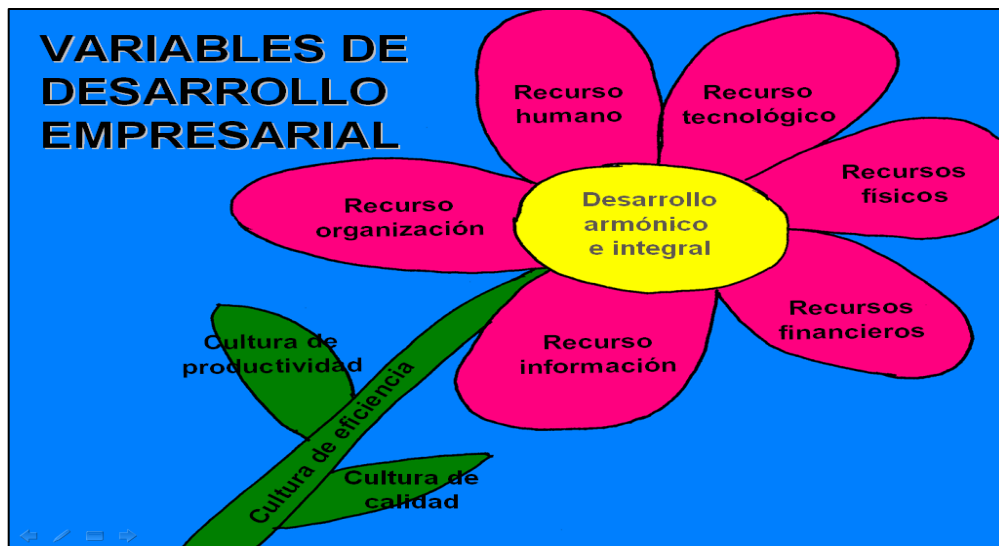 VARIABLES DE
DESARROLLO
EMPRESARIAL
Recurso
humano
Recurso
tecnológico
Recursos
físicos
Recurso
organización
Desarrollo
armónico
e integral
Recursos
financieros
Recurso
información
Cultura de
productividad
Cultura de eficiencia
Cultura de
calidad